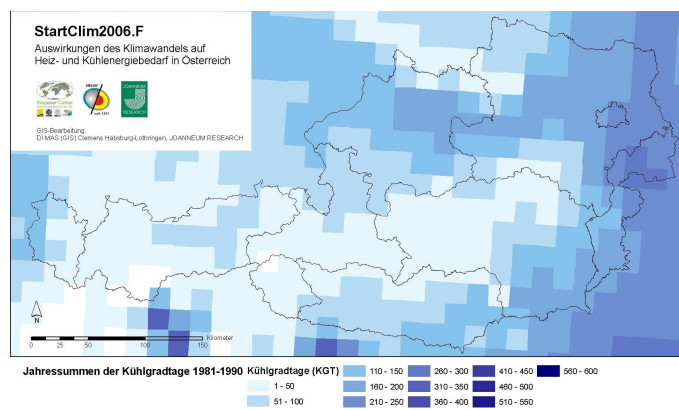 StartClim2006.F
Auswirkungen des Klimawandels auf
Heiz- und Kühlenergiebedarf in Österreich
Wegener Center
JOANNEUM
RESEARCH
GIS-Bearbeitung:
DI MAS (GIS) Clemens Habsburg-Lothringen, JOANNEUM RESEARCH
N
Kilometer
0 25 50 100 150
Jahressummen der Kühlgradtage 1981-1990
Kühlgradtage (KGT)
1 - 50
51 - 100
110 - 150
160 - 200
210 - 250
260 - 300
310 - 350
360 - 400
410 - 450
460 - 500
510 - 550
560 - 600